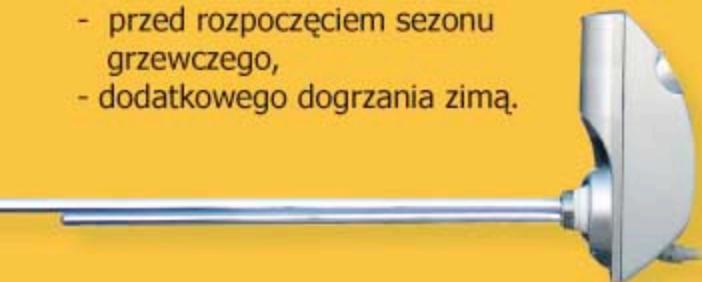 - przed rozpoczęciem sezonu
grzewczego,
- dodatkowego dogrzania zimą.